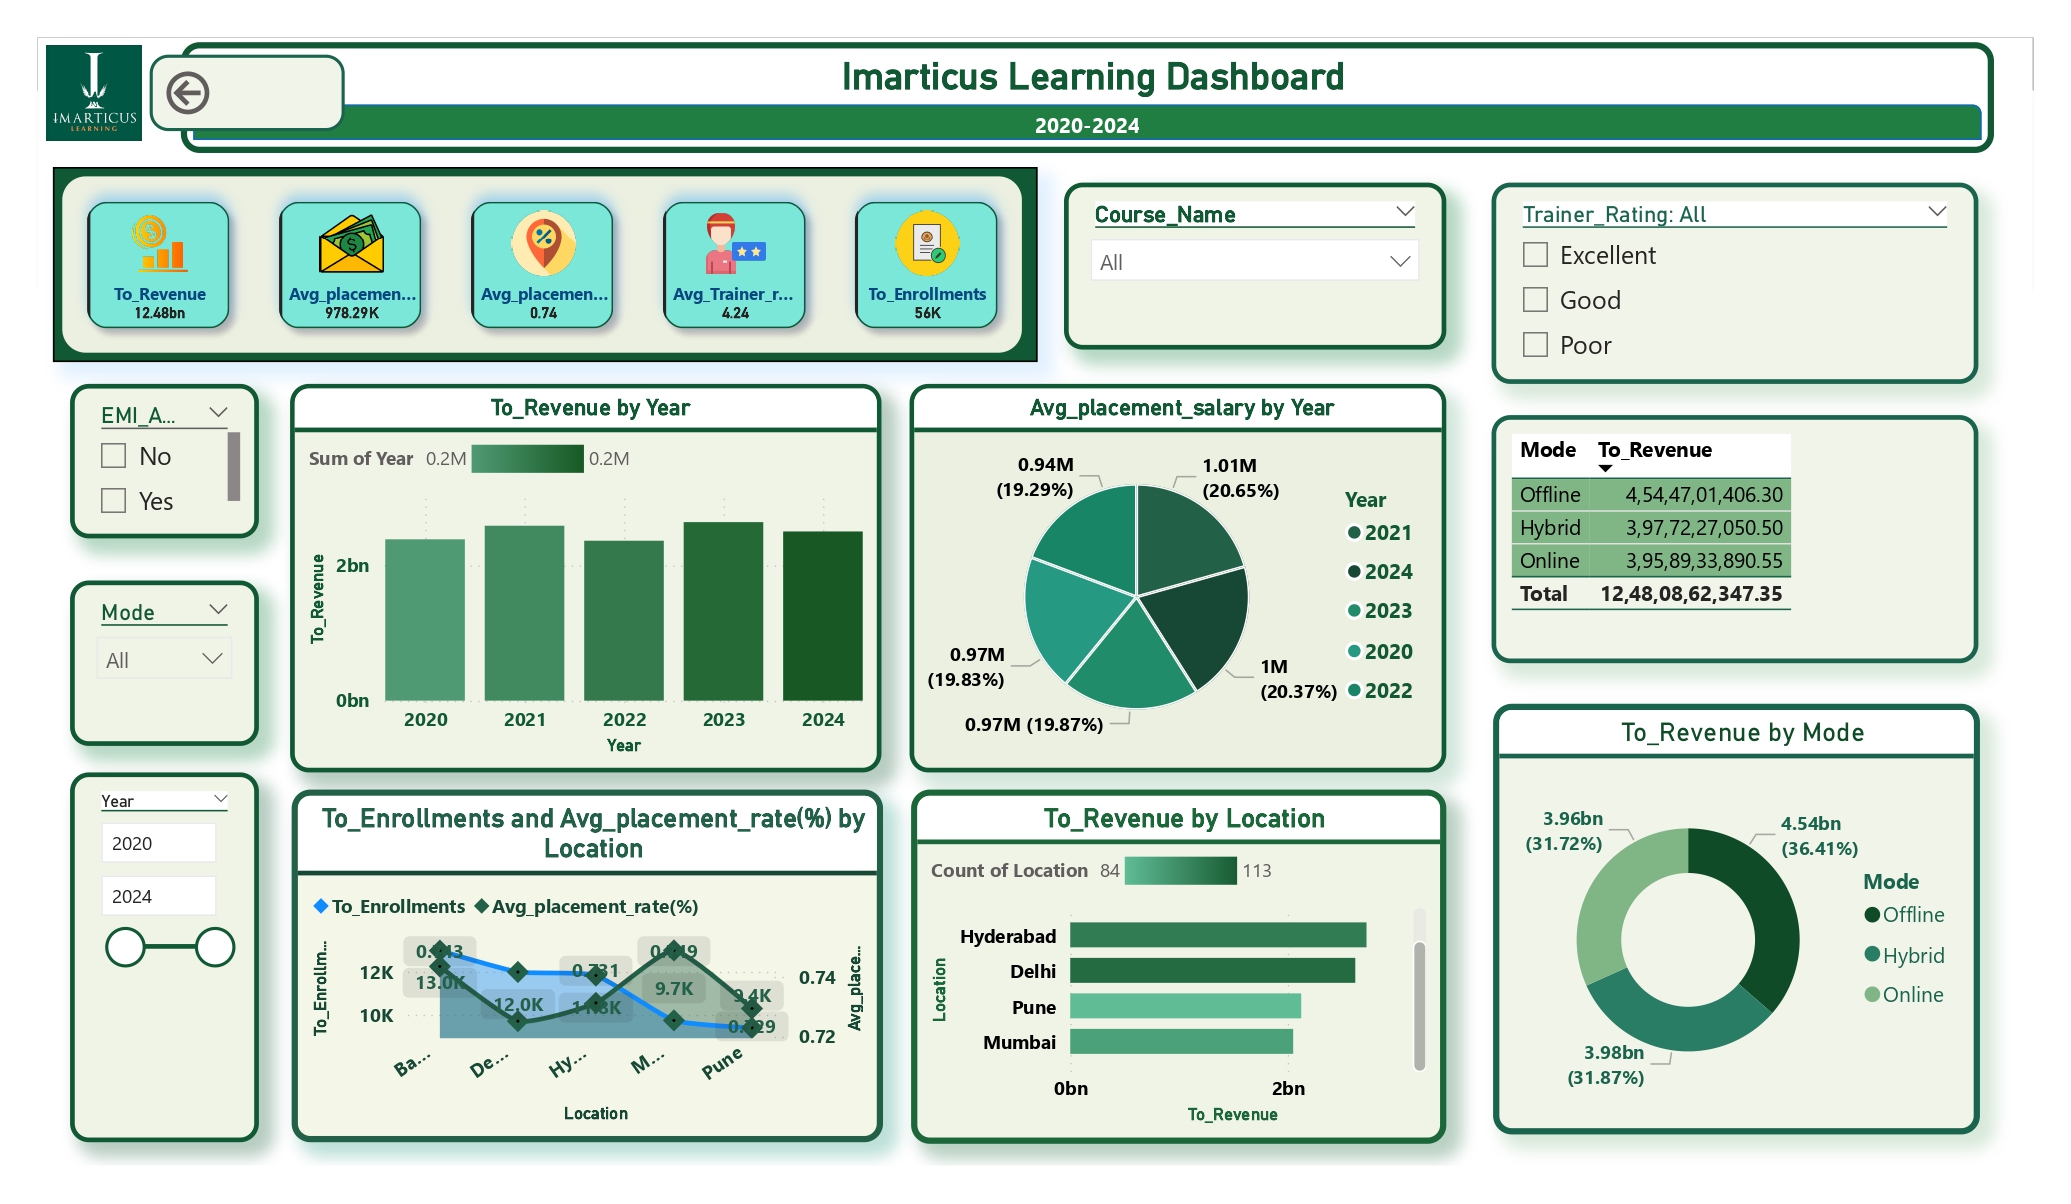 Imarticus Learning Dashboard
2020-2024
IMARTICUS
LEARNING
To_Revenue
12.48bn
Avg_placemen...
978.29K
Avg_placemen...
0.74
Avg_Trainer_r...
4.24
To_Enrollments
56K
Course_Name
All
Trainer_Rating: All
Excellent
Good
Poor
EMI_A...
No
Yes
Mode
All
Year
2020
2024
To_Revenue by Year
Sum of Year 0.2M 0.2M
To_Revenue
2bn
0bn
2020 2021 2022 2023 2024
Year
Avg_placement_salary by Year
0.94M
(19.29%)
1.01M
(20.65%)
0.97M
(19.83%)
1M
(20.37%)
0.97M (19.87%)
Year
2021
2024
2023
2020
2022
Mode To_Revenue
Offline 4,54,47,01,406.30
Hybrid 3,97,72,27,050.50
Online 3,95,89,33,890.55
Total 12,48,08,62,347.35
To_Enrollments and Avg_placement_rate(%) by
Location
To_Enrollments Avg_placement_rate(%)
To_Enrollm...
12K
10K
13.0K
12.0K
0.731
9.7K
9.4K
0.74
0.72
Avg_place...
Ba... De... Hy... M... Pune
Location
To_Revenue by Location
Count of Location 84 113
Location
Hyderabad
Delhi
Pune
Mumbai
0bn 2bn
To_Revenue
To_Revenue by Mode
3.96bn
(31.72%)
4.54bn
(36.41%)
3.98bn
(31.87%)
Mode
Offline
Hybrid
Online